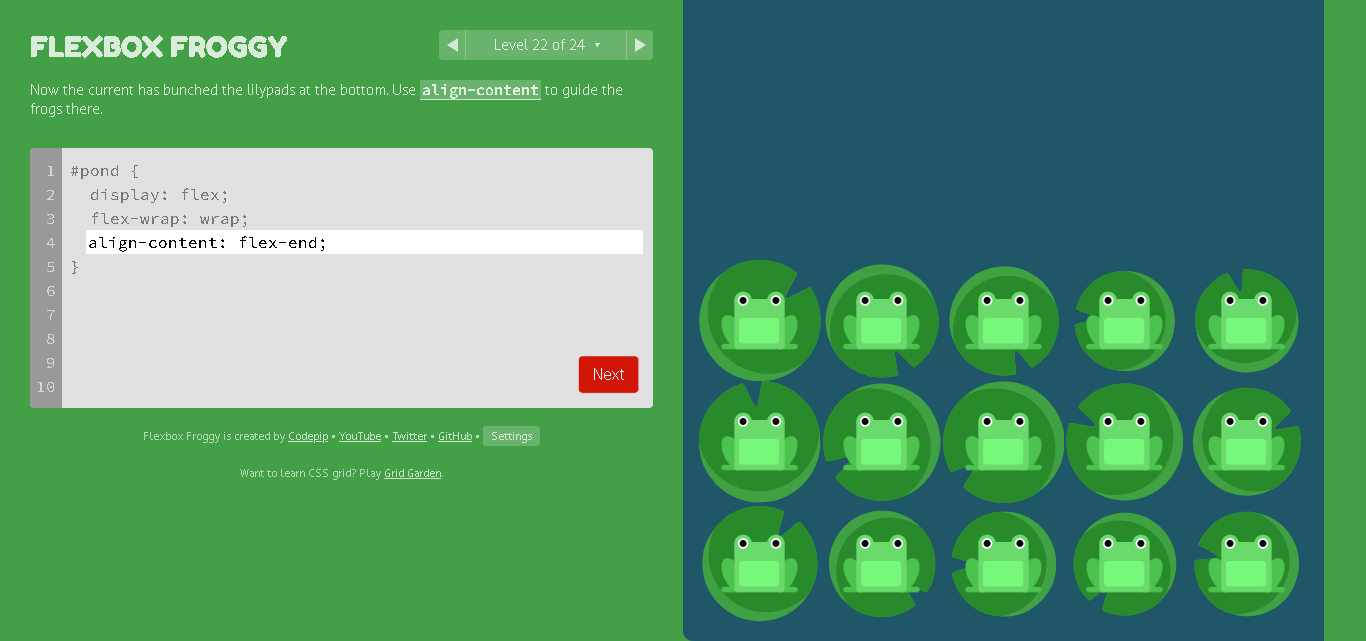 FLEXBOX FROGGY
◀ Level 22 of 24 ▾ ▶
Now the current has bunched the lilypads at the bottom. Use align-content to guide the
frogs there.
1 #pond {
2 display: flex;
3 flex-wrap: wrap;
4 align-content: flex-end;
5 }
6
7
8
9
10
Next
Flexbox Froggy is created by Codepip • YouTube • Twitter • GitHub • Settings
Want to learn CSS grid? Play Grid Garden.